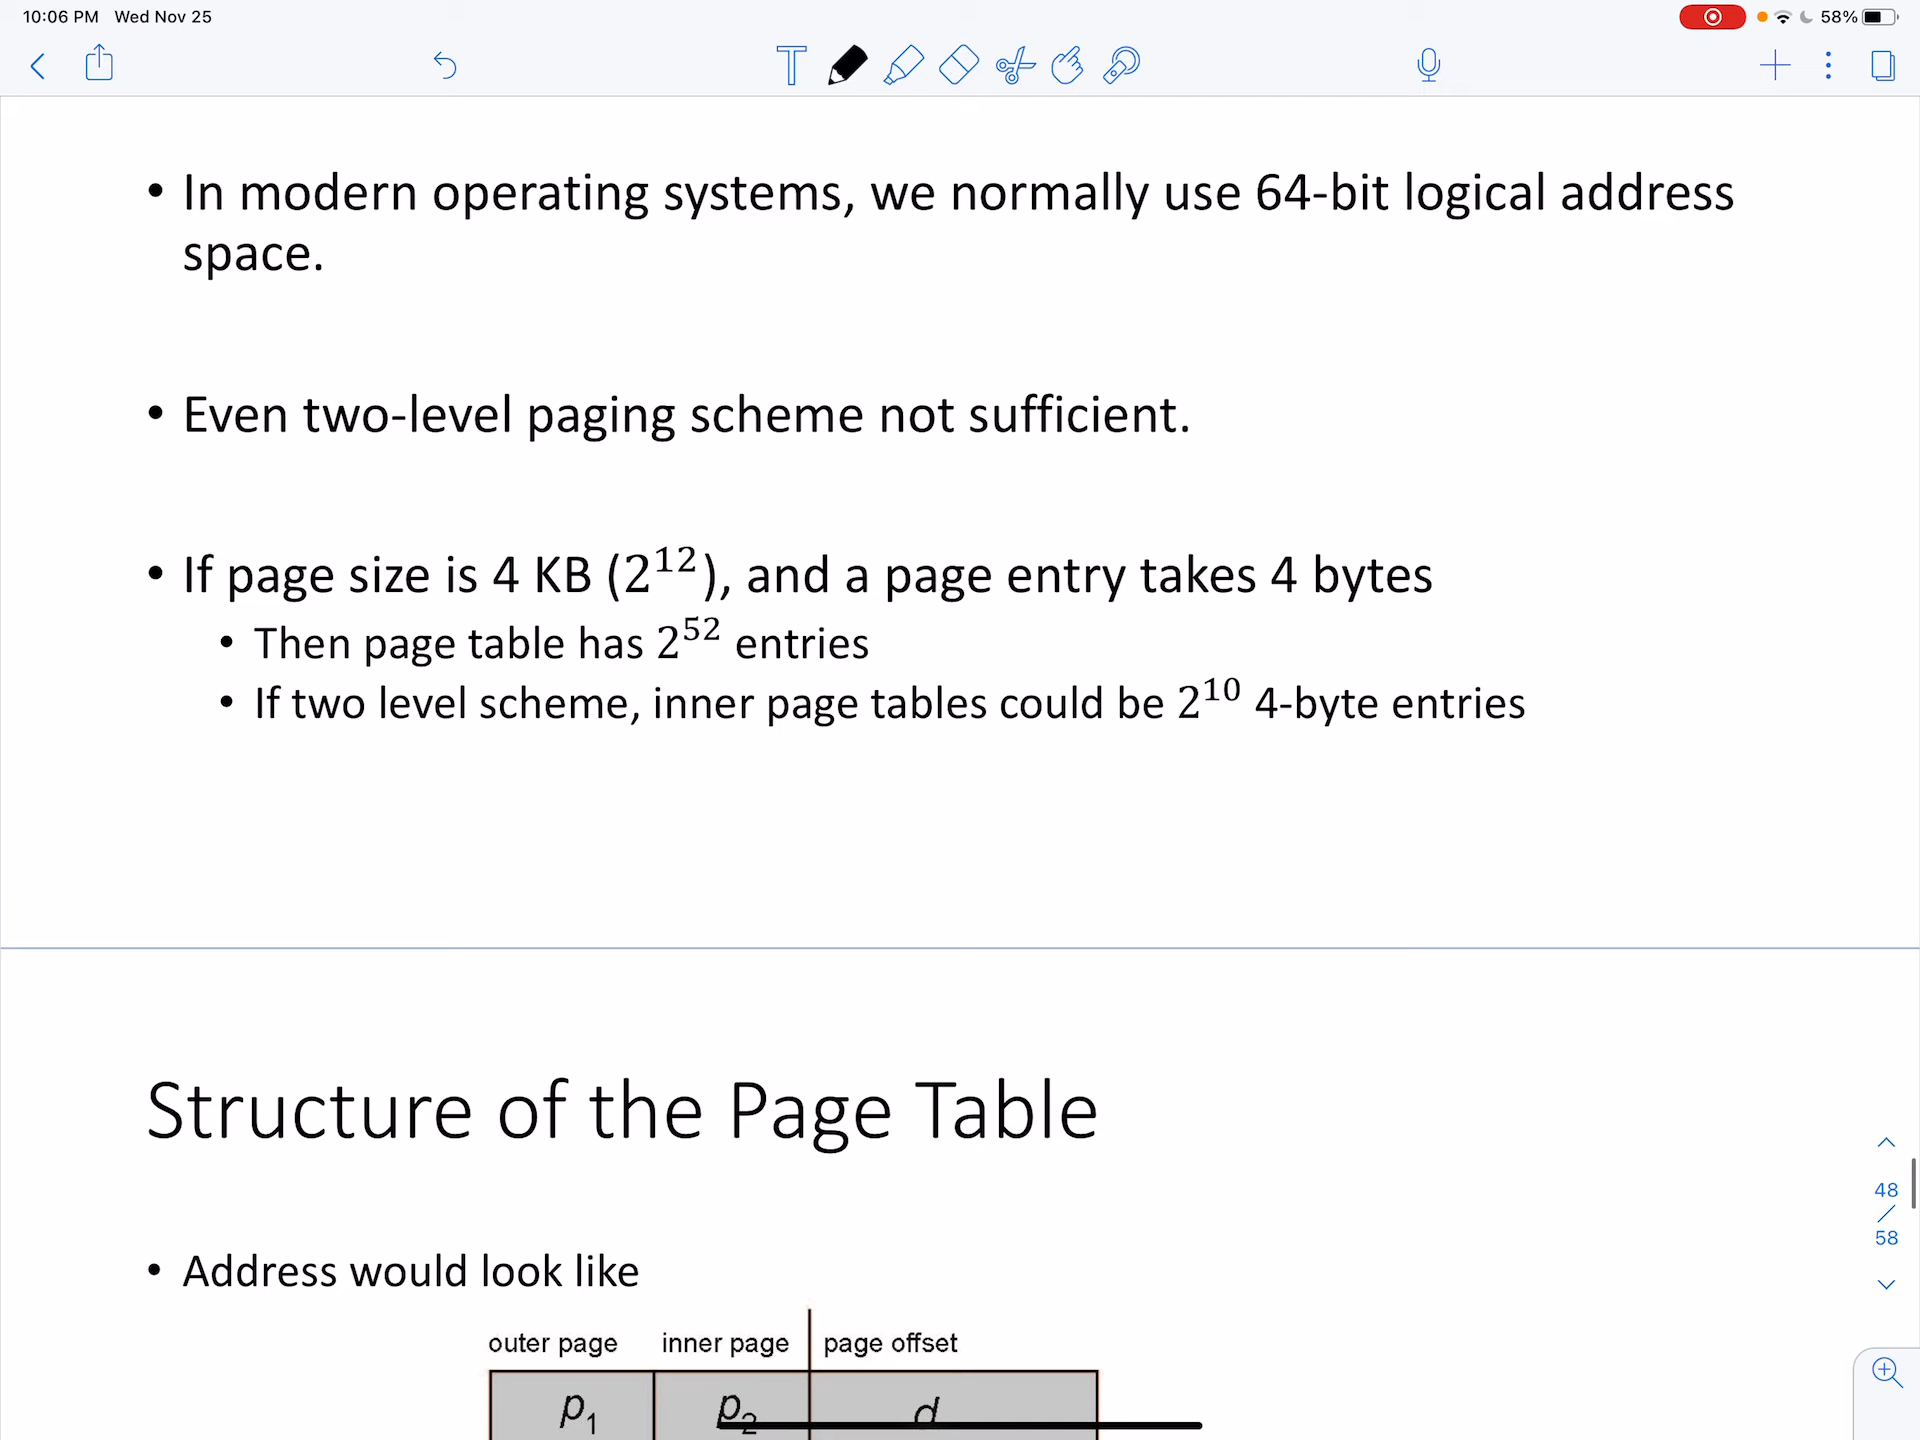 10:06 PM Wed Nov 25
58%
• In modern operating systems, we normally use 64-bit logical address
space.
• Even two-level paging scheme not sufficient.
• If page size is 4 KB (2¹²), and a page entry takes 4 bytes
• Then page table has 2⁵² entries
• If two level scheme, inner page tables could be 2¹⁰ 4-byte entries
Structure of the Page Table
48
/
58
• Address would look like
outer page inner page page offset
p₁ p₂ d